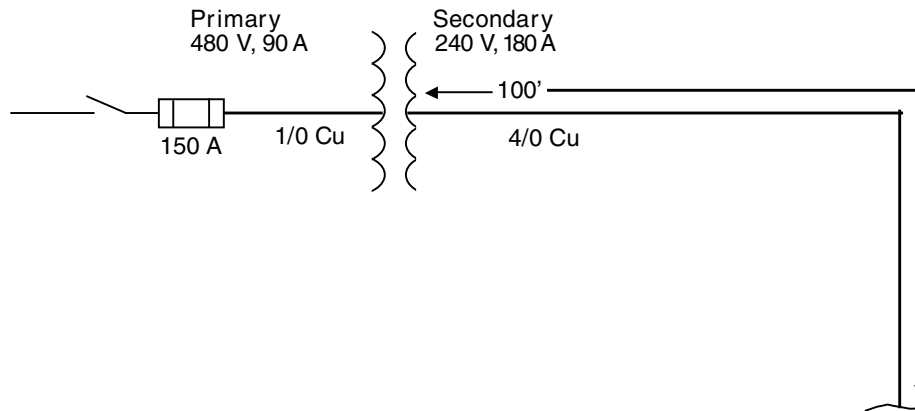 Primary
480 V, 90 A
Secondary
240 V, 180 A
100’
150 A
1/0 Cu
4/0 Cu